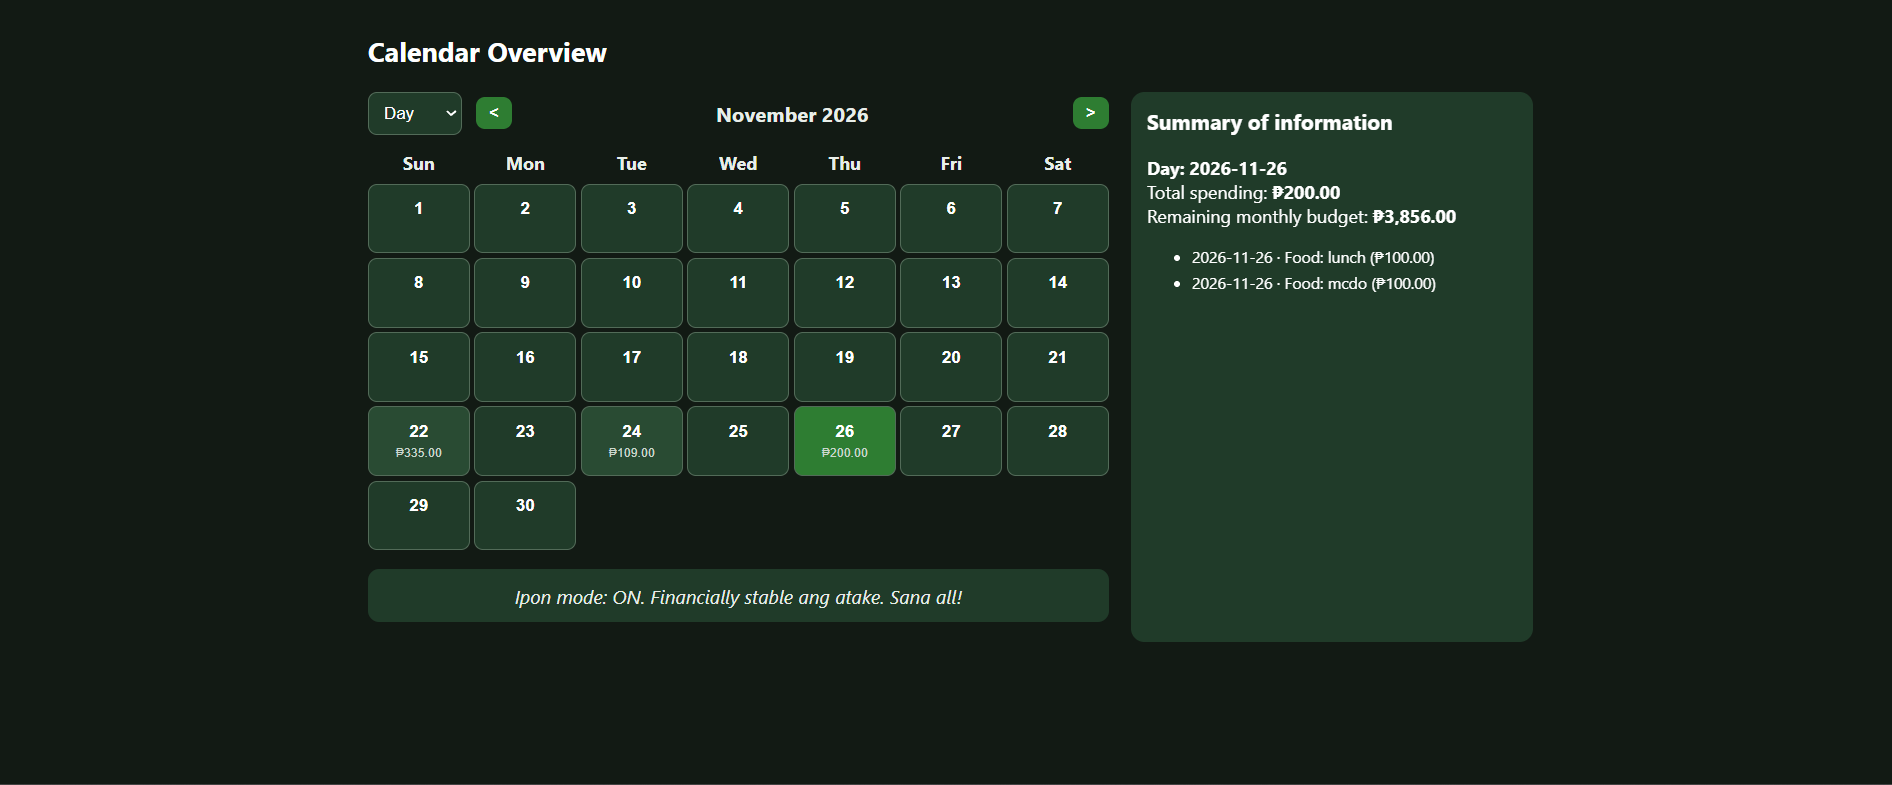 Calendar Overview
Day
<
November 2026
>
Sun Mon Tue Wed Thu Fri Sat
1 2 3 4 5 6 7
8 9 10 11 12 13 14
15 16 17 18 19 20 21
22 23 24 25 26 27 28
₱335.00 ₱109.00 ₱200.00
29 30
Ipon mode: ON. Financially stable ang atake. Sana all!
Summary of information
Day: 2026-11-26
Total spending: ₱200.00
Remaining monthly budget: ₱3,856.00
• 2026-11-26 · Food: lunch (₱100.00)
• 2026-11-26 · Food: mcdo (₱100.00)